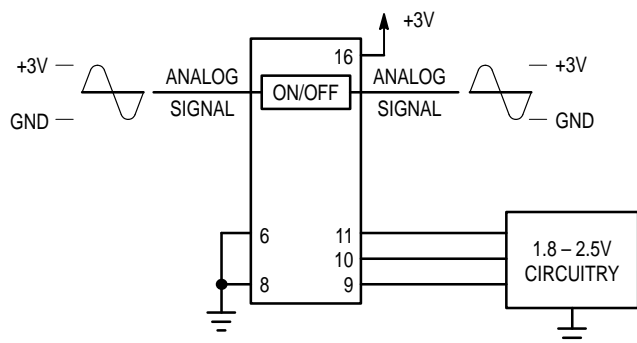 +3V
16
+3V
ANALOG
SIGNAL
ON/OFF
ANALOG
SIGNAL
+3V
GND
GND
6
8
11
10
9
1.8 – 2.5V
CIRCUITRY